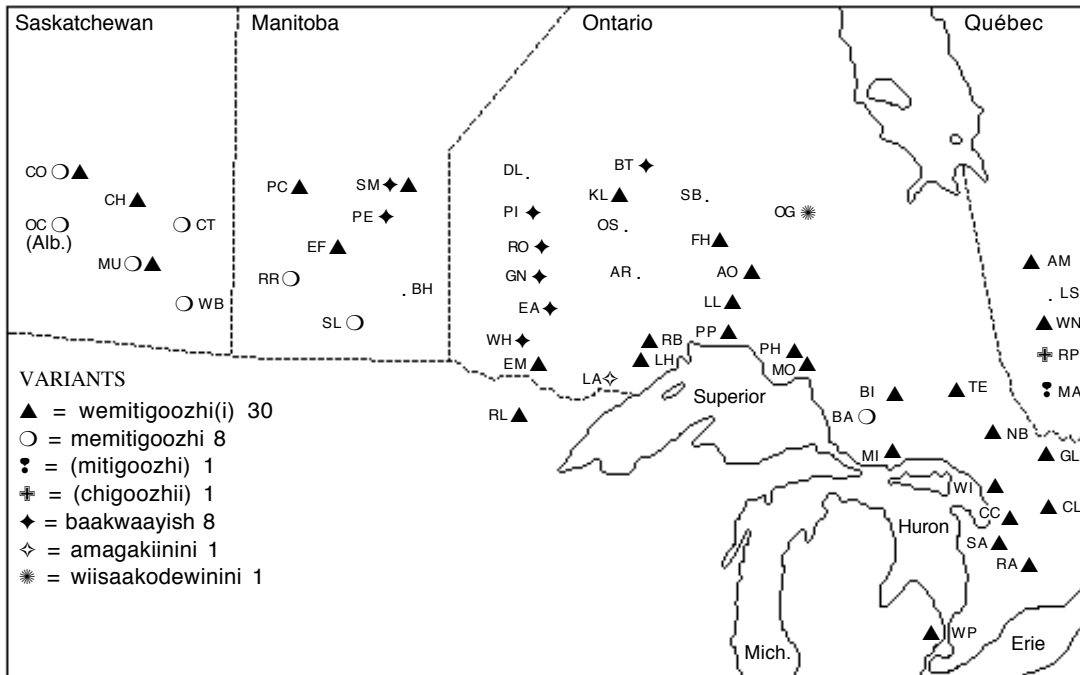 Saskatchewan Manitoba Ontario Québec
BT
CO DL
PC SM KL SB
CH
PE PI OG
OC CT OS
(Alb.) FH
EF RO
MU AM
RR GN AR AO
BH LS
WB EA LL
SL WN
WH RB PP
PH RP
EM LH MO
VARIANTS
LA
▲ = wemitigoozhi(i) 30
RL Superior BI TE MA
❍ = memitigoozhi 8
BA
❣ = (mitigoozhi) 1
NB
MI GL
✙ = (chigoozhii) 1
WI
✦ = baakwaayish 8
CC CL
Huron
✧ = amagakiinini 1
SA
✺ = wiisaakodewinini 1
RA
WP
Mich. Erie